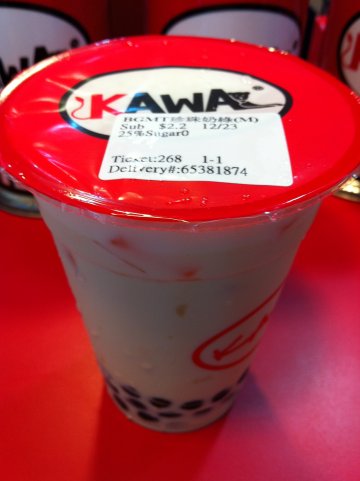 KAWA
BGMT珍珠奶綠(M)
Sub $2.2 12/23
25%Sugar0
Ticket:268 1-1
Delivery#:65381874